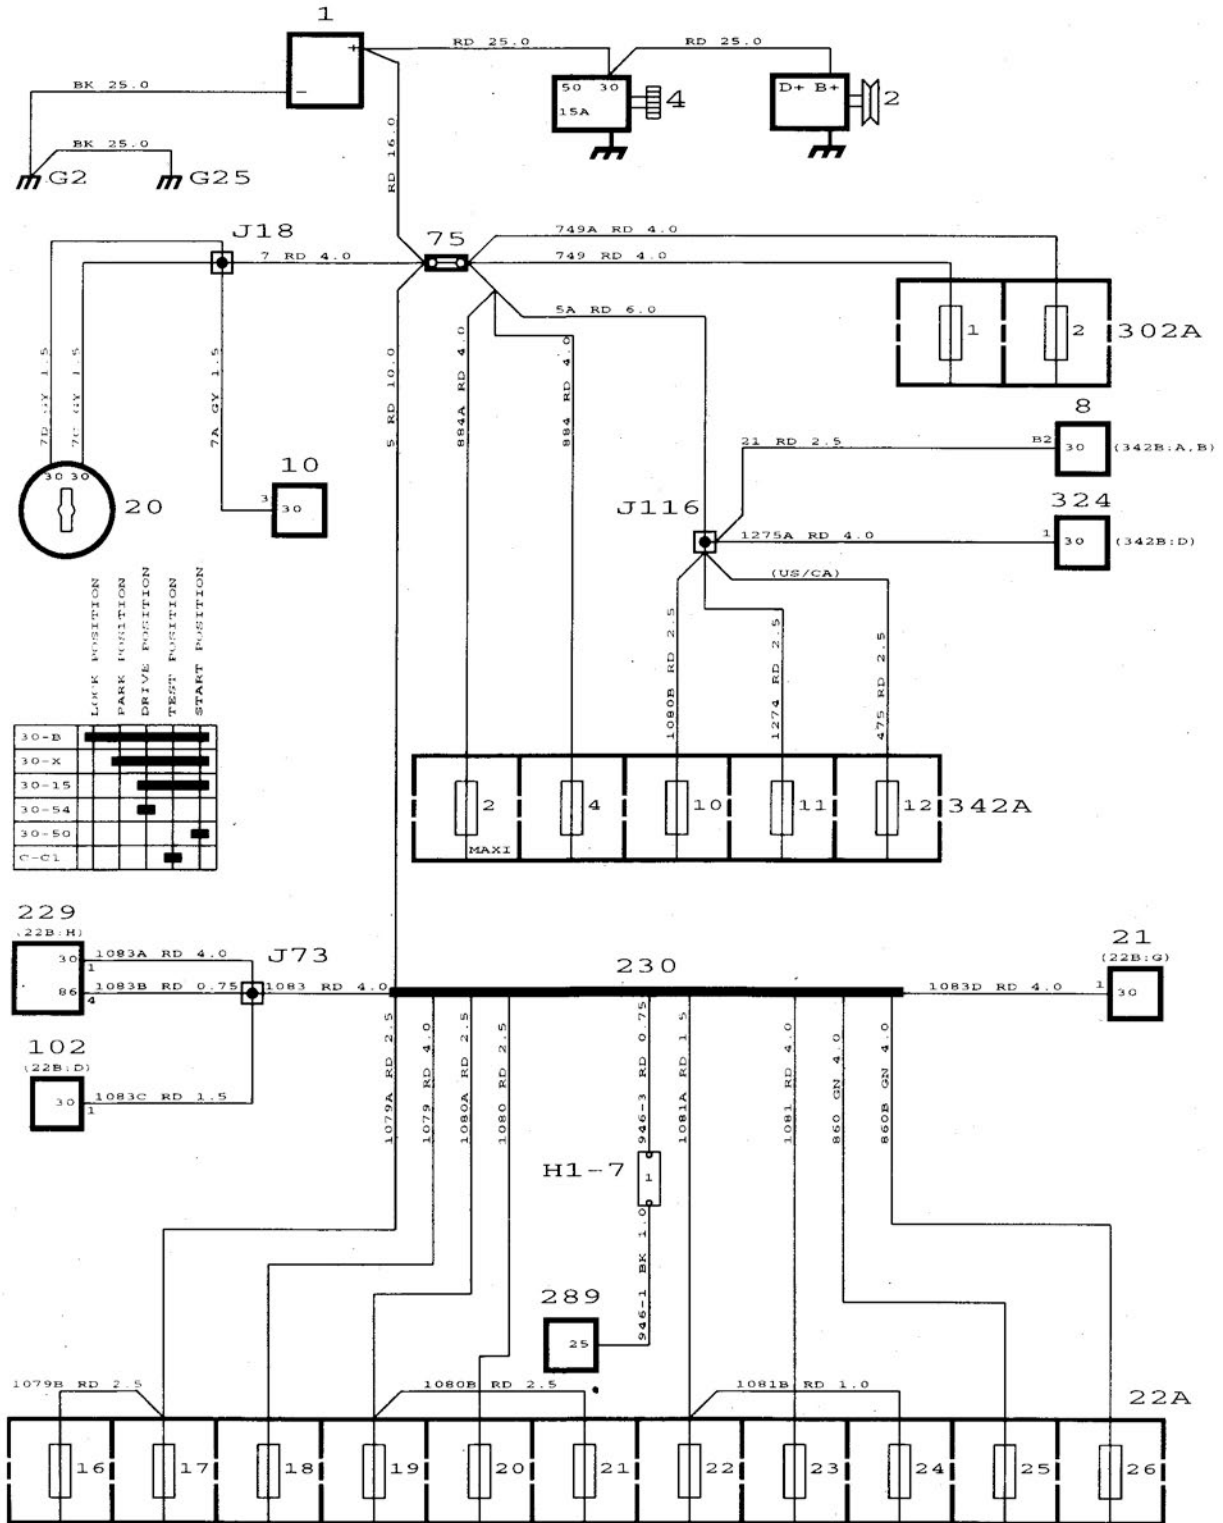 1
+
RD 25.0
RD 25.0
BK 25.0
−
50 30
15A
4
D+ B+
2
BK 25.0
G2
G25
RD 16.0
J18
75
749A RD 4.0
7 RD 4.0
749 RD 4.0
5A RD 6.0
1
2
302A
7D GY 1.5
7C GY 1.5
7A GY 1.5
5 RD 10.0
884A RD 4.0
884 RD 4.0
8
21 RD 2.5
B2
30
(342B:A,B)
30 30
20
10
3
30
J116
324
1275A RD 4.0
1
30
(342B:D)
(US/CA)
LOCK POSITION
PARK POSITION
DRIVE POSITION
TEST POSITION
START POSITION
1080B RD 2.5
1274 RD 2.5
475 RD 2.5
30-B
30-X
30-15
30-54
30-50
C-C1
2
4
10
11
12
342A
MAXI
229
(22B:H)
30
1
1083A RD 4.0
J73
86
4
1083B RD 0.75
1083 RD 4.0
230
21
(22B:G)
1083D RD 4.0
1
30
102
(22B:D)
30
1
1083C RD 1.5
1079A RD 2.5
1079 RD 4.0
1080A RD 2.5
1080 RD 2.5
946-3 RD 0.75
1081A RD 1.5
1081 RD 4.0
860 GN 4.0
860B GN 4.0
H1-7
1
946-1 BK 1.0
289
25
1079B RD 2.5
1080B RD 2.5
1081B RD 1.0
22A
16
17
18
19
20
21
22
23
24
25
26